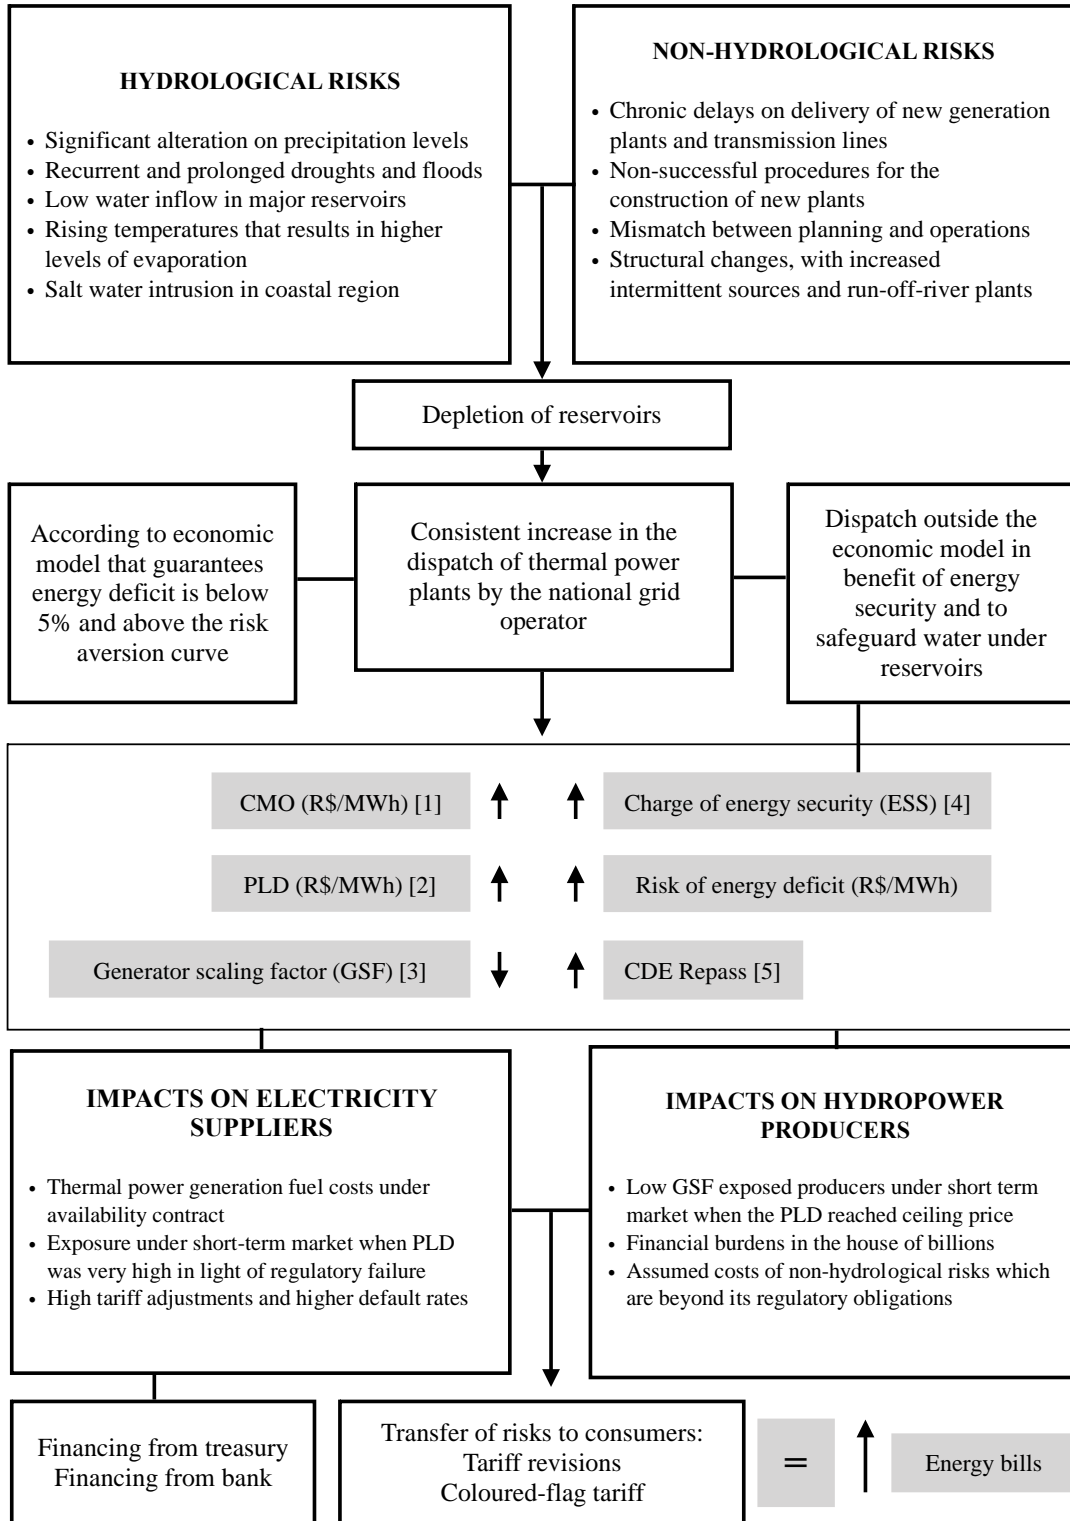 HYDROLOGICAL RISKS
• Significant alteration on precipitation levels
• Recurrent and prolonged droughts and floods
• Low water inflow in major reservoirs
• Rising temperatures that results in higher
levels of evaporation
• Salt water intrusion in coastal region
NON-HYDROLOGICAL RISKS
• Chronic delays on delivery of new generation
plants and transmission lines
• Non-successful procedures for the
construction of new plants
• Mismatch between planning and operations
• Structural changes, with increased
intermittent sources and run-off-river plants
Depletion of reservoirs
According to economic
model that guarantees
energy deficit is below
5% and above the risk
aversion curve
Consistent increase in the
dispatch of thermal power
plants by the national grid
operator
Dispatch outside the
economic model in
benefit of energy
security and to
safeguard water under
reservoirs
CMO (R$/MWh) [1]
Charge of energy security (ESS) [4]
PLD (R$/MWh) [2]
Risk of energy deficit (R$/MWh)
Generator scaling factor (GSF) [3]
CDE Repass [5]
IMPACTS ON ELECTRICITY
SUPPLIERS
• Thermal power generation fuel costs under
availability contract
• Exposure under short-term market when PLD
was very high in light of regulatory failure
• High tariff adjustments and higher default rates
IMPACTS ON HYDROPOWER
PRODUCERS
• Low GSF exposed producers under short term
market when the PLD reached ceiling price
• Financial burdens in the house of billions
• Assumed costs of non-hydrological risks which
are beyond its regulatory obligations
Financing from treasury
Financing from bank
Transfer of risks to consumers:
Tariff revisions
Coloured-flag tariff
=
Energy bills